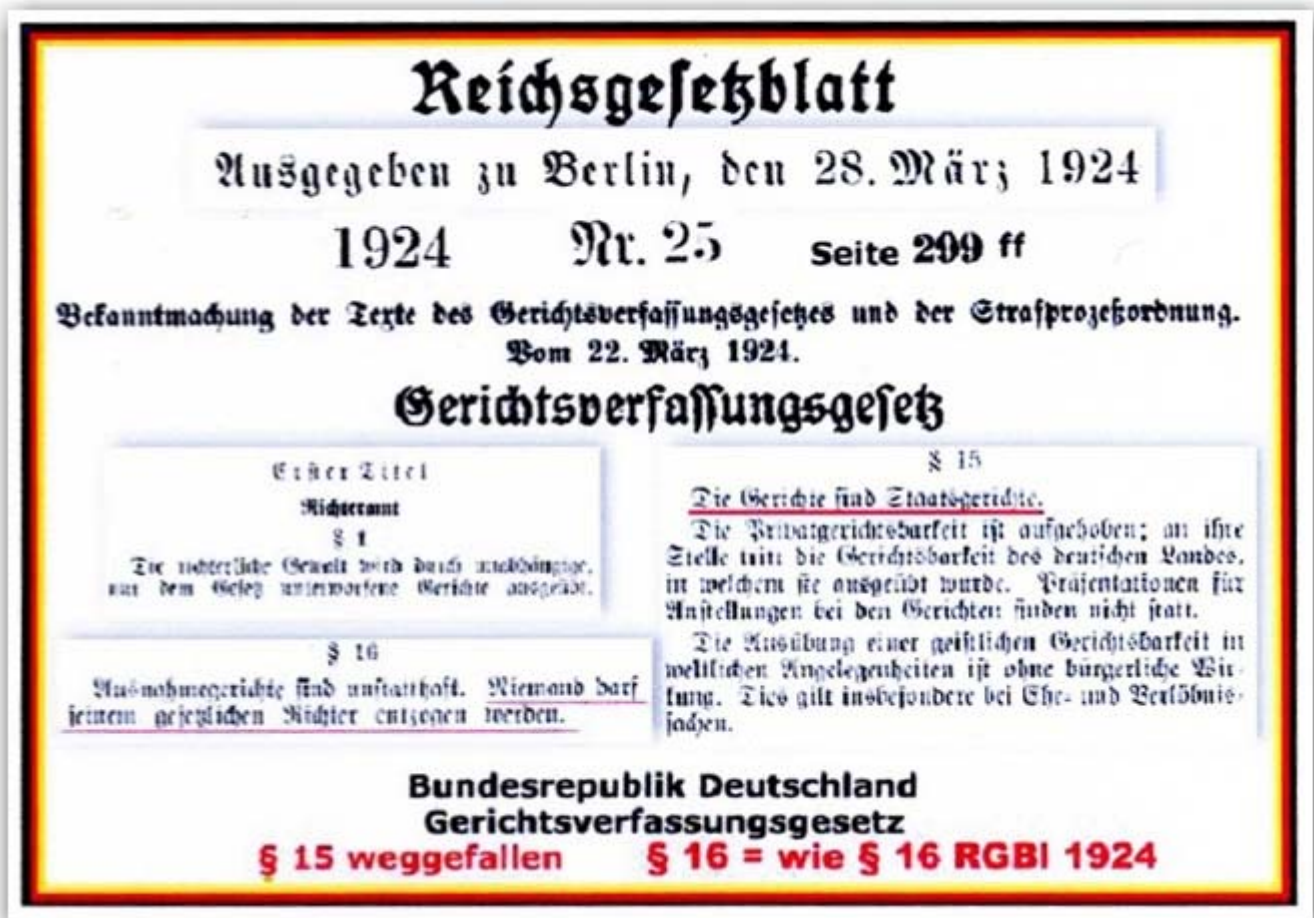 Reichsgesetzblatt
Ausgegeben zu Berlin, den 28. März 1924
1924 Nr. 25 Seite 299 ff
Bekanntmachung der Texte des Gerichtsverfassungsgesetzes und der Strafprozeßordnung.
Vom 22. März 1924.
Gerichtsverfassungsgesetz
Erster Titel
Richteramt
§ 1
Die richterliche Gewalt wird durch unabhängige,
nur dem Gesetz unterworfene Gerichte ausgeübt.
§ 16
Ausnahmegerichte sind unstatthaft. Niemand darf
seinem gesetzlichen Richter entzogen werden.
§ 15
Die Gerichte sind Staatsgerichte.
Die Privatgerichtsbarkeit ist aufgehoben; an ihre
Stelle tritt die Gerichtsbarkeit des deutschen Landes,
in welchem sie ausgeübt wurde. Präsentationen für
Anstellungen bei den Gerichten finden nicht statt.
Die Ausübung einer geistlichen Gerichtsbarkeit in
weltlichen Angelegenheiten ist ohne bürgerliche Wir-
kung. Dies gilt insbesondere bei Ehe- und Verlöbnis-
sachen.
Bundesrepublik Deutschland
Gerichtsverfassungsgesetz
§ 15 weggefallen § 16 = wie § 16 RGBl 1924